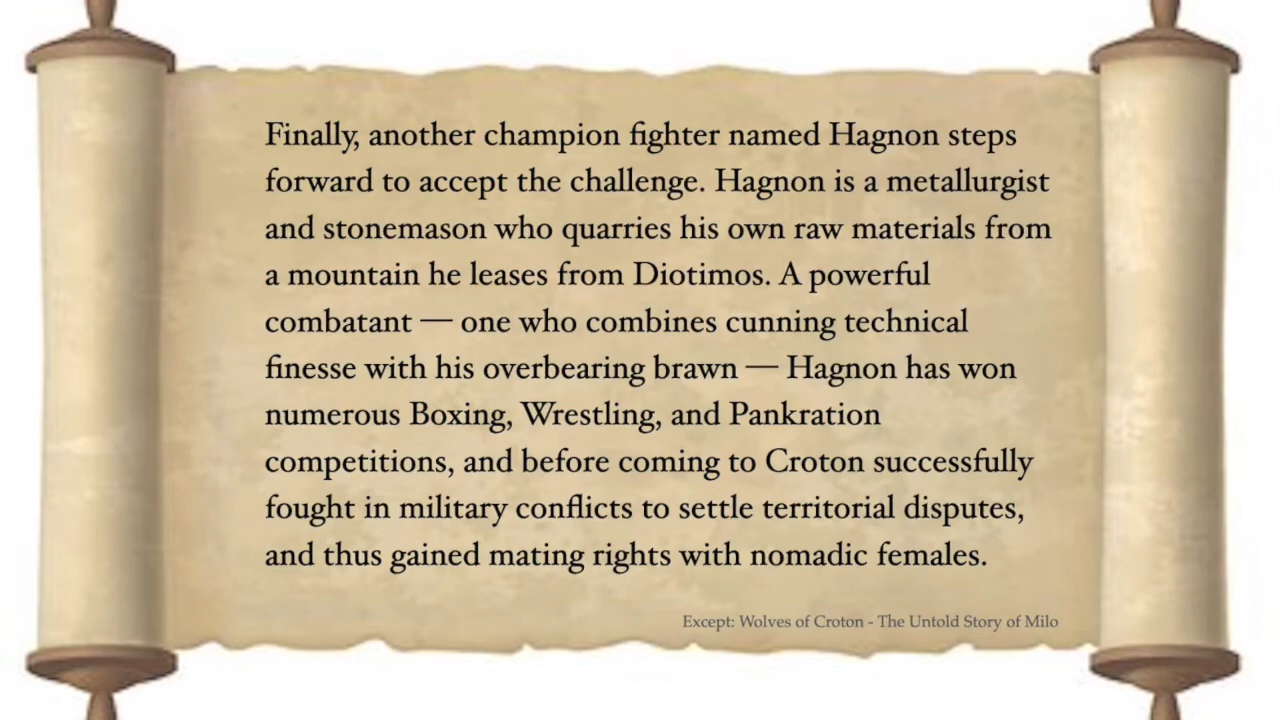 Finally, another champion fighter named Hagnon steps
forward to accept the challenge. Hagnon is a metallurgist
and stonemason who quarries his own raw materials from
a mountain he leases from Diotimos. A powerful
combatant — one who combines cunning technical
finesse with his overbearing brawn — Hagnon has won
numerous Boxing, Wrestling, and Pankration
competitions, and before coming to Croton successfully
fought in military conflicts to settle territorial disputes,
and thus gained mating rights with nomadic females.
Except: Wolves of Croton - The Untold Story of Milo